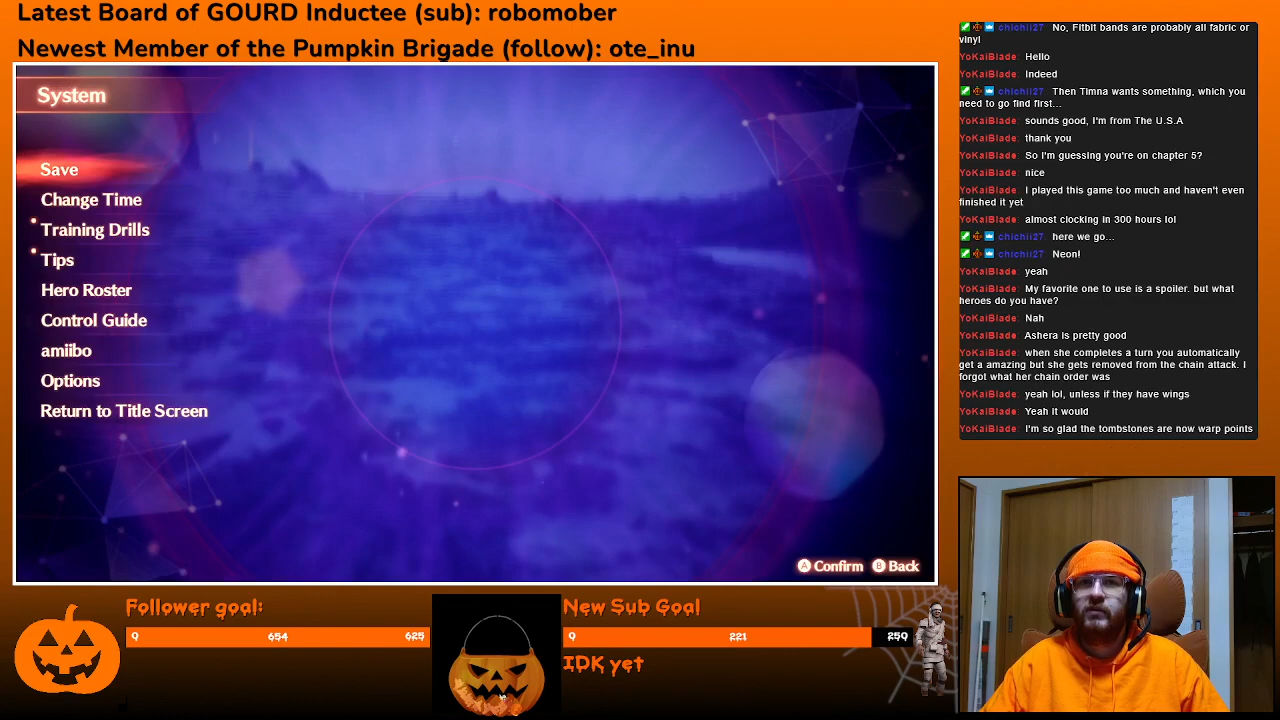 Latest Board of GOURD Inductee (sub): robomober
Newest Member of the Pumpkin Brigade (follow): ote_inu
System
Save
Change Time
Training Drills
Tips
Hero Roster
Control Guide
amiibo
Options
Return to Title Screen
A Confirm B Back
chichii27: No, Fitbit bands are probably all fabric or
vinyl
YoKaiBlade: Hello
YoKaiBlade: Indeed
chichii27: Then Timna wants something, which you
need to go find first...
YoKaiBlade: sounds good, I'm from The U.S.A
YoKaiBlade: thank you
YoKaiBlade: So I'm guessing you're on chapter 5?
YoKaiBlade: nice
YoKaiBlade: I played this game too much and haven't even
finished it yet
YoKaiBlade: almost clocking in 300 hours lol
chichii27: here we go...
chichii27: Neon!
YoKaiBlade: yeah
YoKaiBlade: My favorite one to use is a spoiler. but what
heroes do you have?
YoKaiBlade: Nah
YoKaiBlade: Ashera is pretty good
YoKaiBlade: when she completes a turn you automatically
get a amazing but she gets removed from the chain attack. I
forgot what her chain order was
YoKaiBlade: yeah lol, unless if they have wings
YoKaiBlade: Yeah it would
YoKaiBlade: I'm so glad the tombstones are now warp points
Follower goal:
0 654 625
New Sub Goal
0 221 250
IDK yet